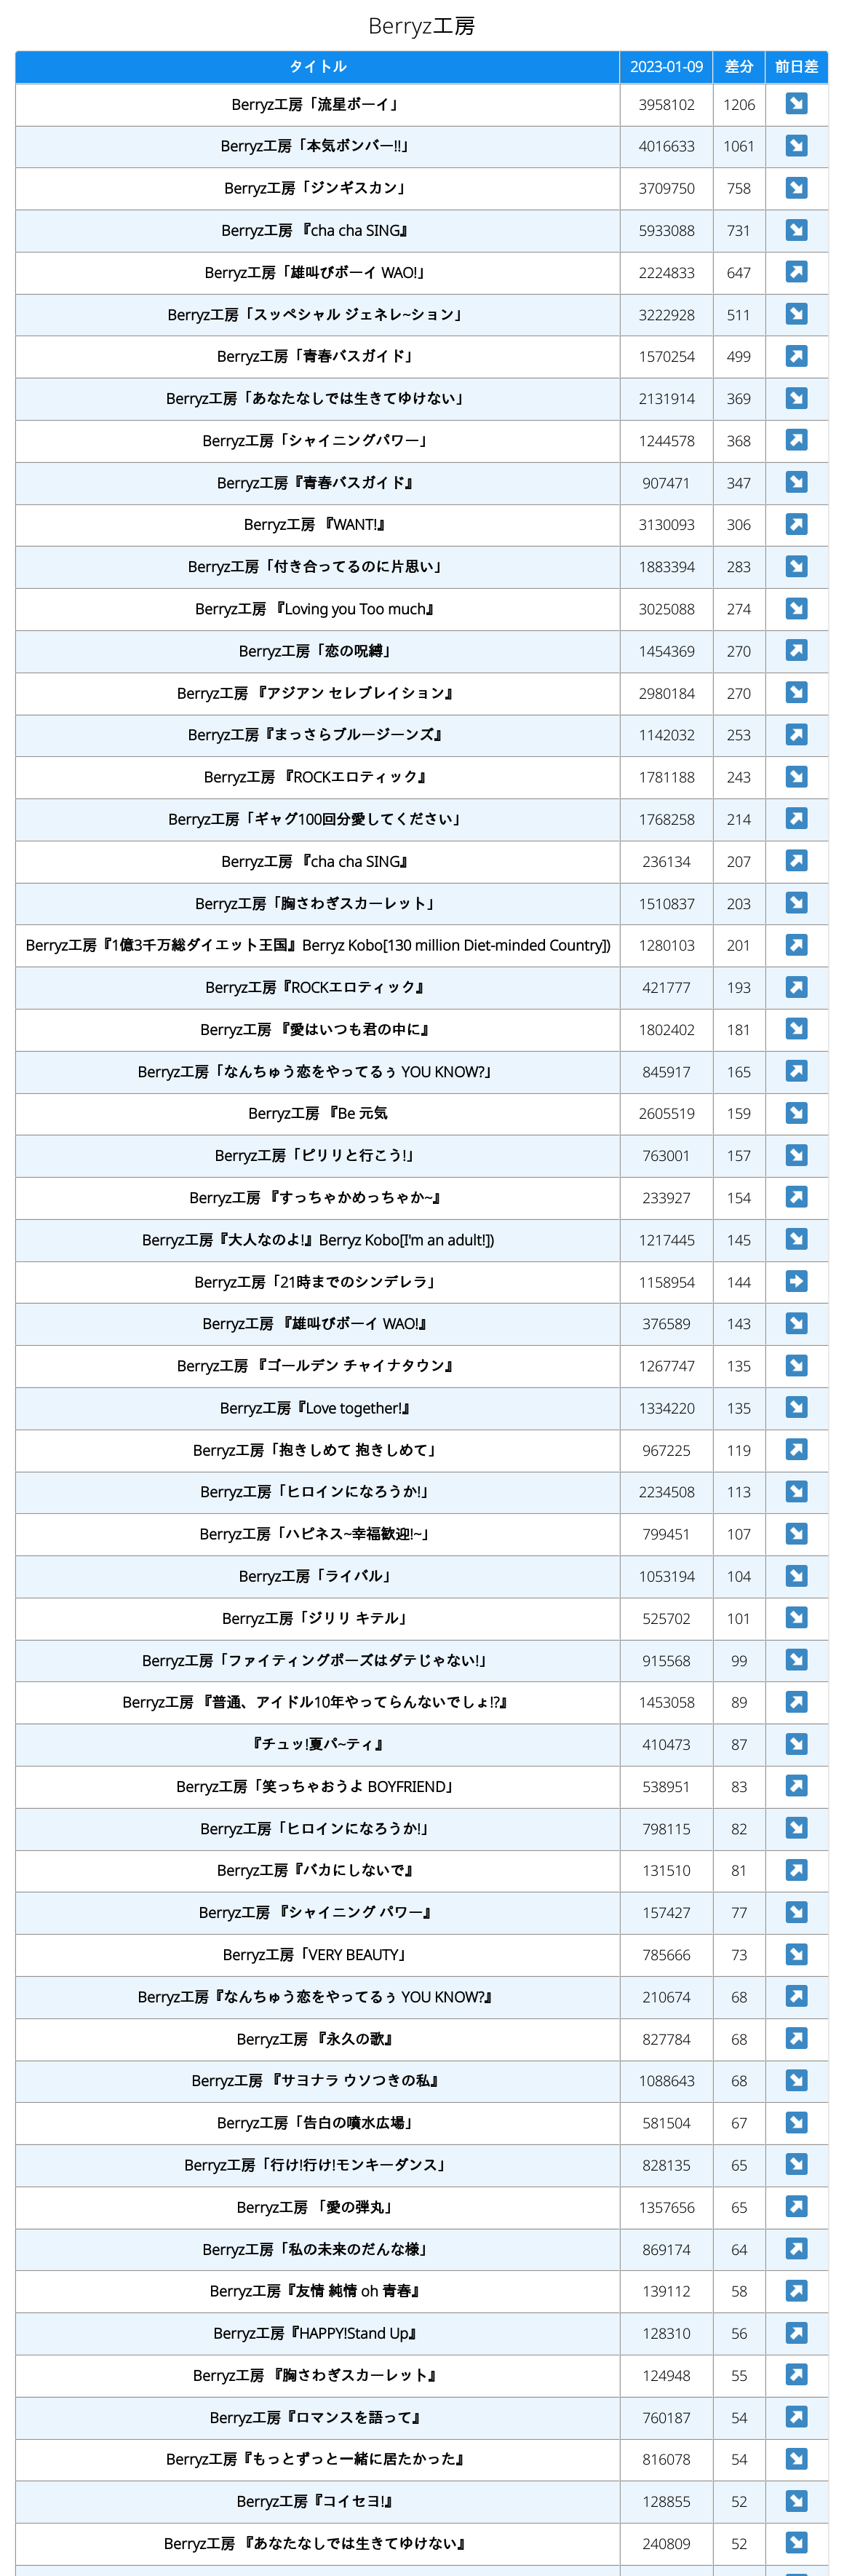 Berryz工房
タイトル 2023-01-09 差分 前日差
Berryz工房「流星ボーイ」 3958102 1206 ↘
Berryz工房「本気ボンバー!!」 4016633 1061 ↘
Berryz工房「ジンギスカン」 3709750 758 ↘
Berryz工房 『cha cha SING』 5933088 731 ↘
Berryz工房「雄叫びボーイ WAO!」 2224833 647 ↗
Berryz工房「スッペシャル ジェネレ~ション」 3222928 511 ↘
Berryz工房「青春バスガイド」 1570254 499 ↗
Berryz工房「あなたなしでは生きてゆけない」 2131914 369 ↘
Berryz工房「シャイニングパワー」 1244578 368 ↗
Berryz工房『青春バスガイド』 907471 347 ↘
Berryz工房 『WANT!』 3130093 306 ↗
Berryz工房「付き合ってるのに片思い」 1883394 283 ↘
Berryz工房 『Loving you Too much』 3025088 274 ↘
Berryz工房「恋の呪縛」 1454369 270 ↗
Berryz工房 『アジアン セレブレイション』 2980184 270 ↘
Berryz工房『まっさらブルージーンズ』 1142032 253 ↗
Berryz工房 『ROCKエロティック』 1781188 243 ↘
Berryz工房「ギャグ100回分愛してください」 1768258 214 ↗
Berryz工房 『cha cha SING』 236134 207 ↗
Berryz工房「胸さわぎスカーレット」 1510837 203 ↘
Berryz工房『1億3千万総ダイエット王国』Berryz Kobo[130 million Diet-minded Country]) 1280103 201 ↗
Berryz工房『ROCKエロティック』 421777 193 ↗
Berryz工房 『愛はいつも君の中に』 1802402 181 ↘
Berryz工房「なんちゅう恋をやってるぅ YOU KNOW?」 845917 165 ↗
Berryz工房 『Be 元気 2605519 159 ↘
Berryz工房「ピリリと行こう!」 763001 157 ↘
Berryz工房 『すっちゃかめっちゃか~』 233927 154 ↗
Berryz工房『大人なのよ!』Berryz Kobo[I'm an adult!]) 1217445 145 ↘
Berryz工房「21時までのシンデレラ」 1158954 144 →
Berryz工房 『雄叫びボーイ WAO!』 376589 143 ↘
Berryz工房 『ゴールデン チャイナタウン』 1267747 135 ↘
Berryz工房『Love together!』 1334220 135 ↘
Berryz工房「抱きしめて 抱きしめて」 967225 119 ↗
Berryz工房「ヒロインになろうか!」 2234508 113 ↘
Berryz工房「ハピネス~幸福歓迎!~」 799451 107 ↘
Berryz工房「ライバル」 1053194 104 ↘
Berryz工房「ジリリ キテル」 525702 101 ↘
Berryz工房「ファイティングポーズはダテじゃない!」 915568 99 ↘
Berryz工房 『普通、アイドル10年やってらんないでしょ!?』 1453058 89 ↗
『チュッ!夏パ~ティ』 410473 87 ↘
Berryz工房「笑っちゃおうよ BOYFRIEND」 538951 83 ↗
Berryz工房「ヒロインになろうか!」 798115 82 ↘
Berryz工房『バカにしないで』 131510 81 ↗
Berryz工房 『シャイニング パワー』 157427 77 ↘
Berryz工房「VERY BEAUTY」 785666 73 ↘
Berryz工房『なんちゅう恋をやってるぅ YOU KNOW?』 210674 68 ↗
Berryz工房 『永久の歌』 827784 68 ↗
Berryz工房 『サヨナラ ウソつきの私』 1088643 68 ↘
Berryz工房「告白の噴水広場」 581504 67 ↘
Berryz工房「行け!行け!モンキーダンス」 828135 65 ↘
Berryz工房 「愛の弾丸」 1357656 65 ↗
Berryz工房「私の未来のだんな様」 869174 64 ↗
Berryz工房『友情 純情 oh 青春』 139112 58 ↗
Berryz工房『HAPPY!Stand Up』 128310 56 ↗
Berryz工房 『胸さわぎスカーレット』 124948 55 ↗
Berryz工房『ロマンスを語って』 760187 54 ↗
Berryz工房『もっとずっと一緒に居たかった』 816078 54 ↘
Berryz工房『コイセヨ!』 128855 52 ↘
Berryz工房 『あなたなしでは生きてゆけない』 240809 52 ↘